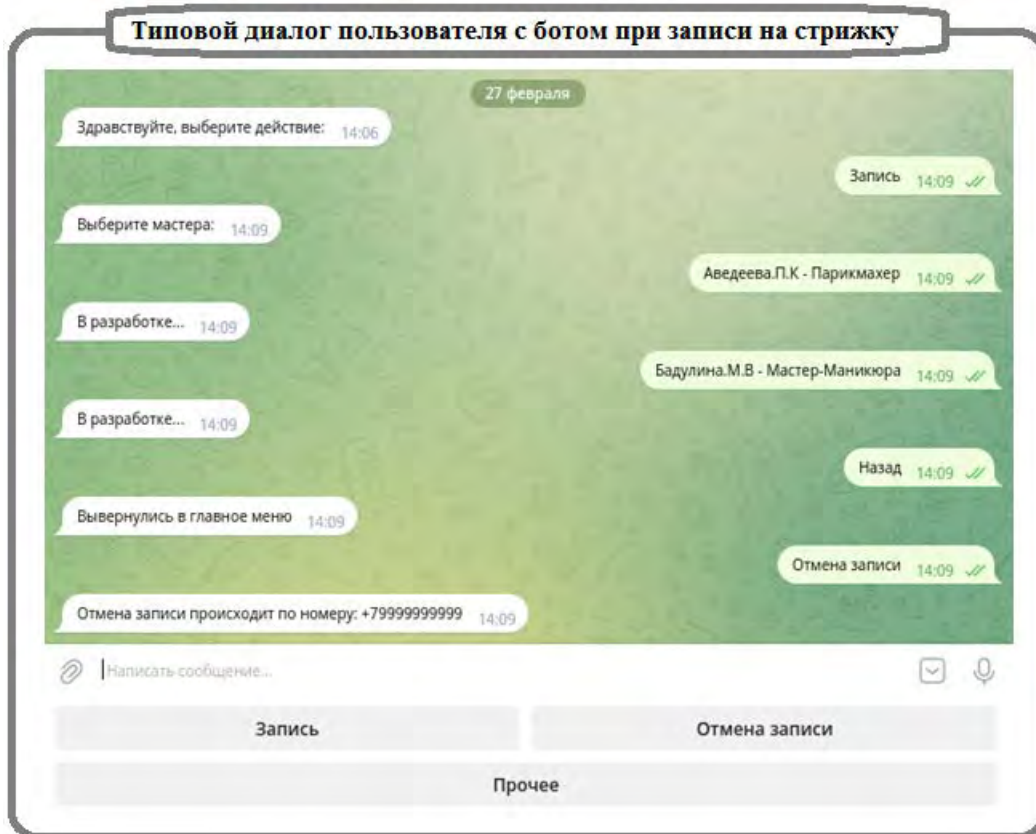 Типовой диалог пользователя с ботом при записи на стрижку
27 февраля
Здравствуйте, выберите действие: 14:06
Запись 14:09
Выберите мастера: 14:09
Аведеева.П.К - Парикмахер 14:09
В разработке... 14:09
Бадулина.М.В - Мастер-Маникюра 14:09
В разработке... 14:09
Назад 14:09
Вывернулись в главное меню 14:09
Отмена записи 14:09
Отмена записи происходит по номеру: +79999999999 14:09
Написать сообщение...
Запись Отмена записи
Прочее